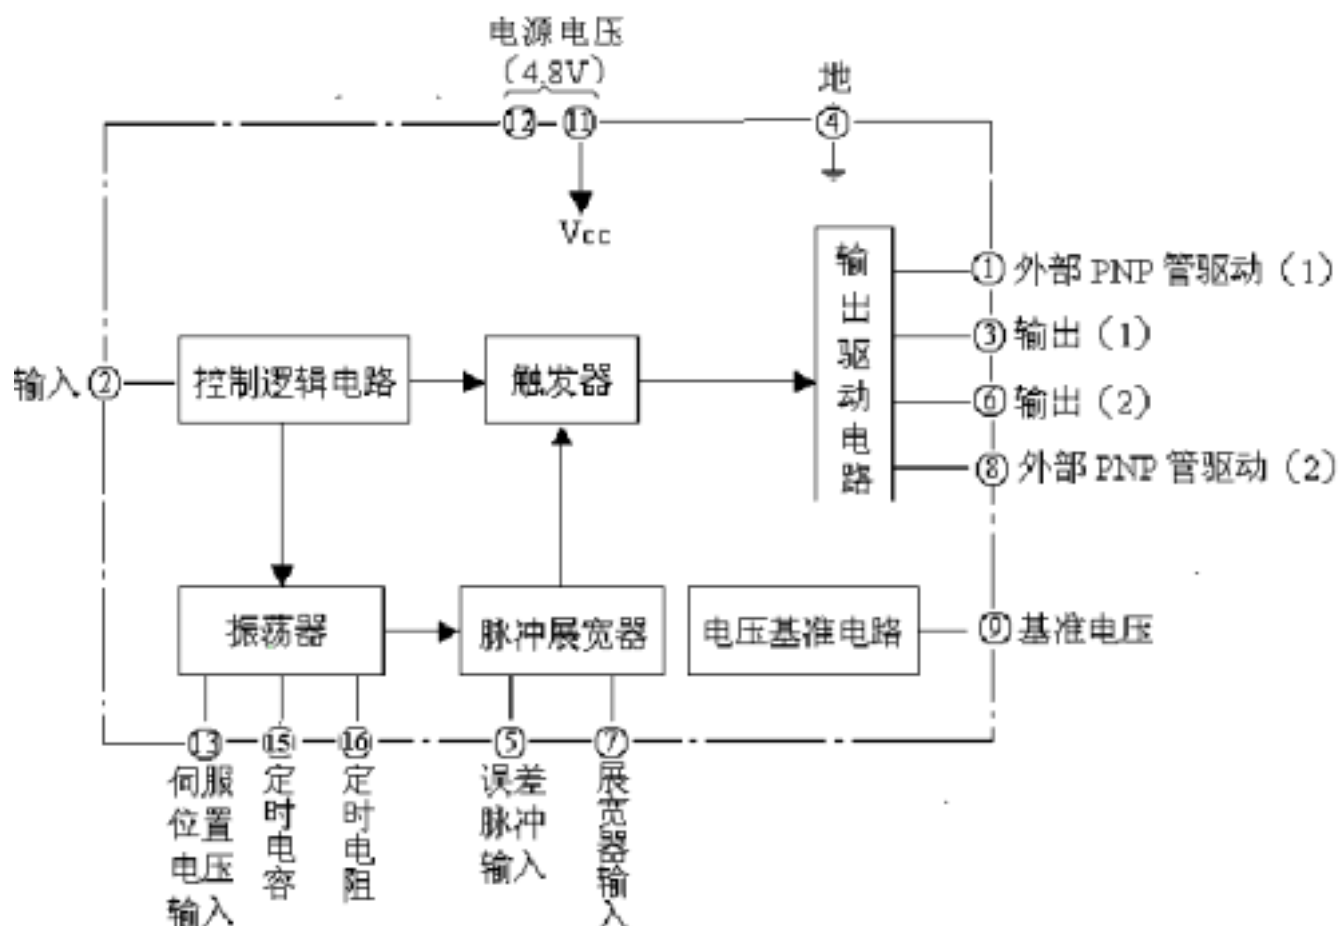 电源电压
（4.8V）
⑫ ⑪
地
④
Vcc
输出驱动电路
① 外部 PNP 管驱动（1）
③ 输出（1）
⑥ 输出（2）
⑧ 外部 PNP 管驱动（2）
输入 ②
控制逻辑电路
触发器
振荡器
脉冲展宽器
电压基准电路
⑨ 基准电压
⑬
伺服
位置
电压
输入
⑮
定时电容
⑯
定时电阻
⑤
误差
脉冲
输入
⑦
展宽器输入